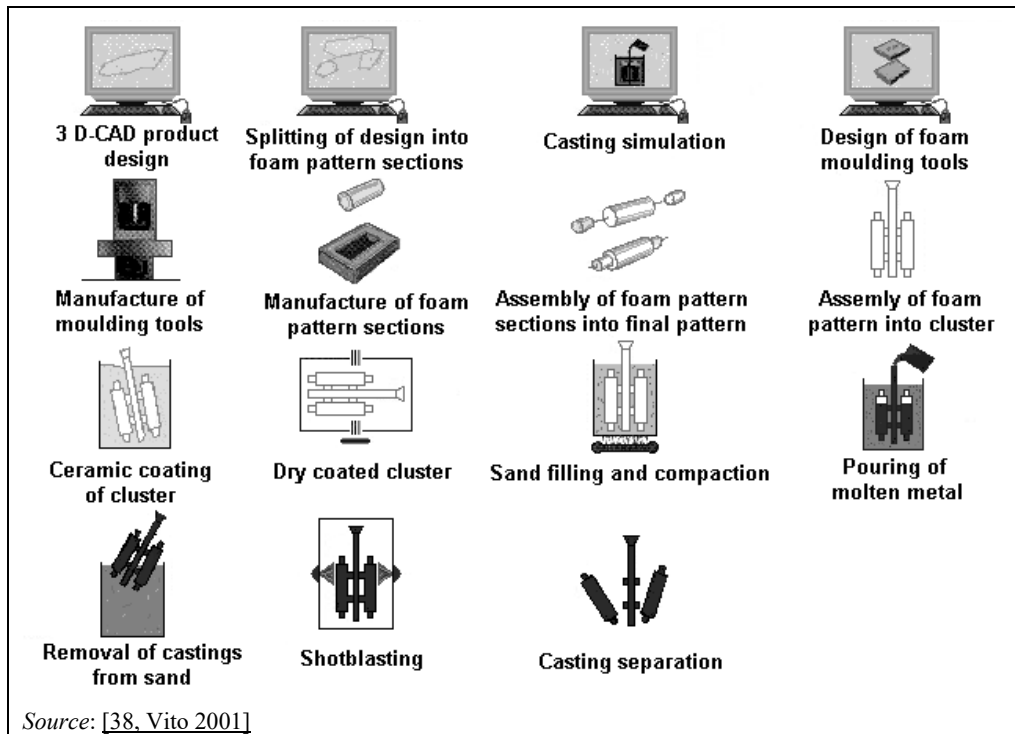 3 D-CAD product
design
Splitting of design into
foam pattern sections
Casting simulation
Design of foam
moulding tools
Manufacture of
moulding tools
Manufacture of foam
pattern sections
Assembly of foam pattern
sections into final pattern
Assemly of foam
pattern into cluster
Ceramic coating
of cluster
Dry coated cluster
Sand filling and compaction
Pouring of
molten metal
Removal of castings
from sand
Shotblasting
Casting separation
Source: [38, Vito 2001]